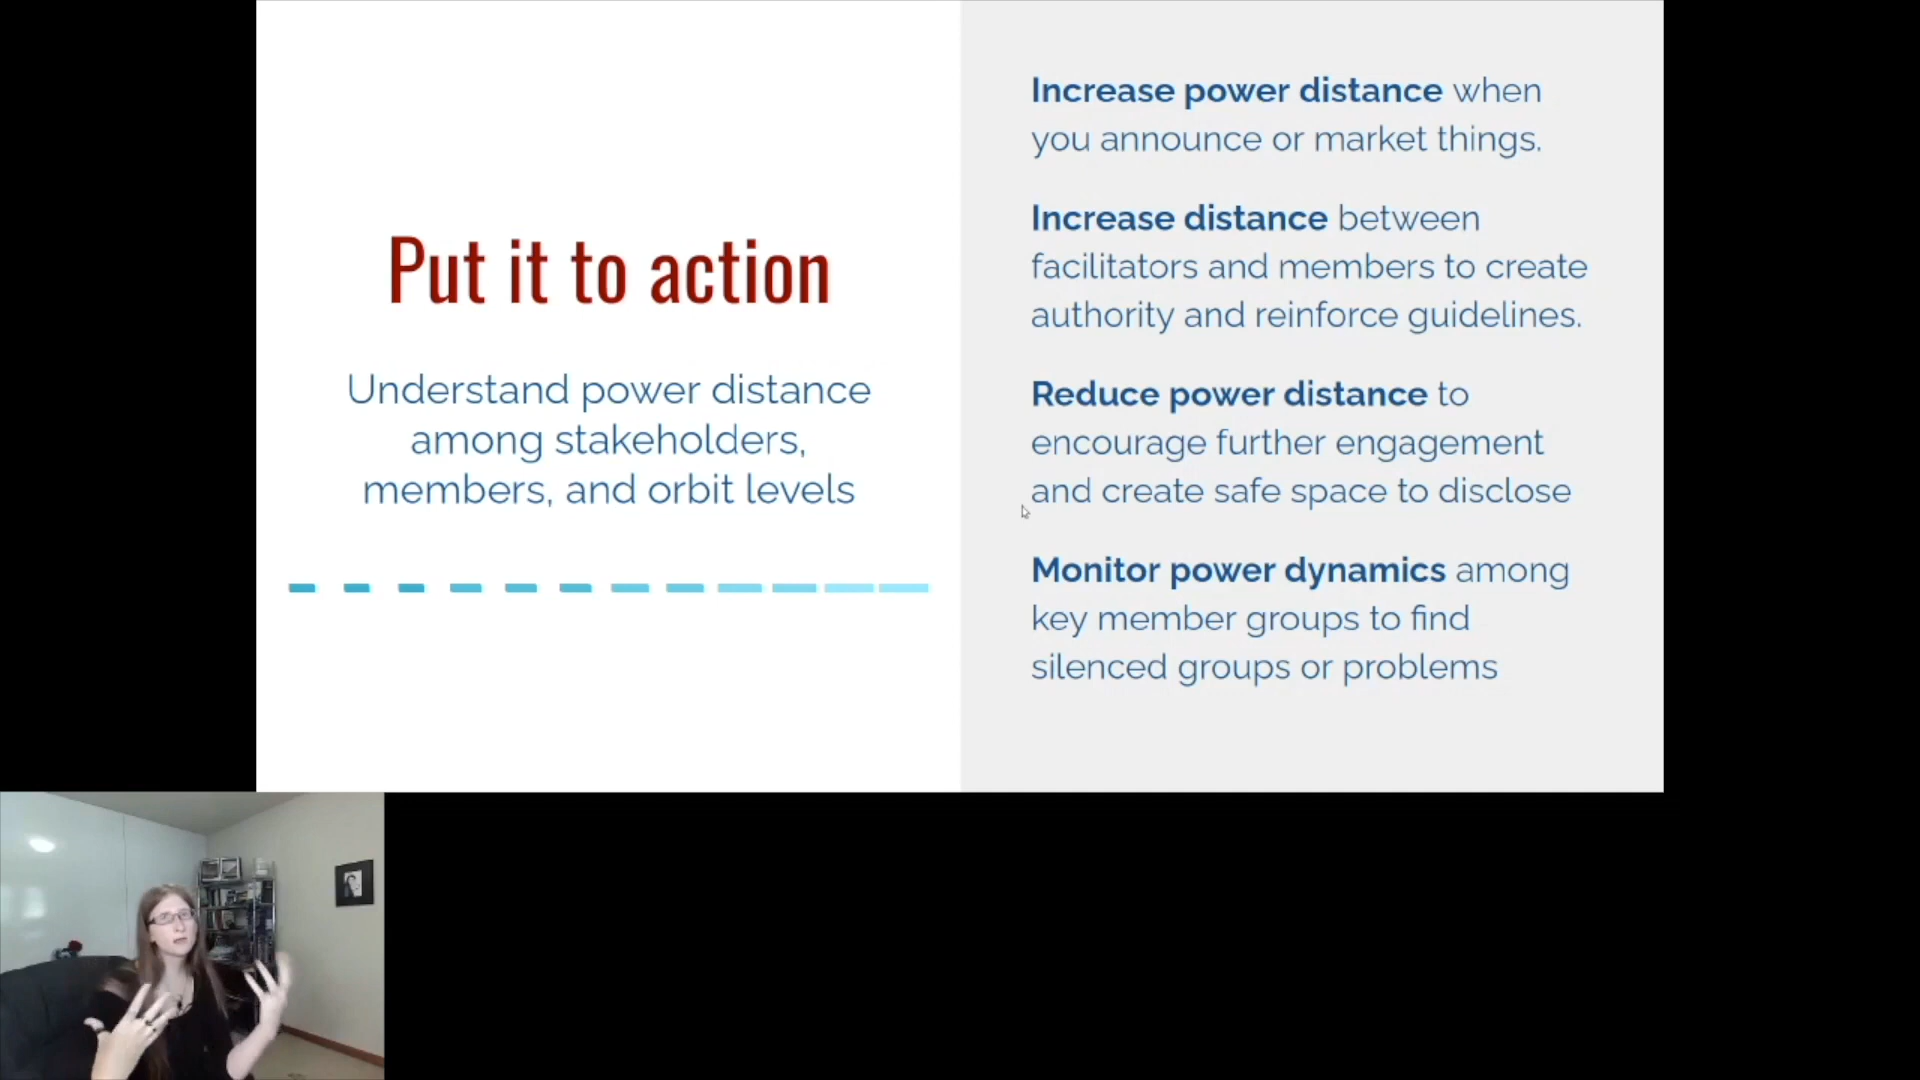 Put it to action
Understand power distance
among stakeholders,
members, and orbit levels
Increase power distance when
you announce or market things.
Increase distance between
facilitators and members to create
authority and reinforce guidelines.
Reduce power distance to
encourage further engagement
and create safe space to disclose
Monitor power dynamics among
key member groups to find
silenced groups or problems